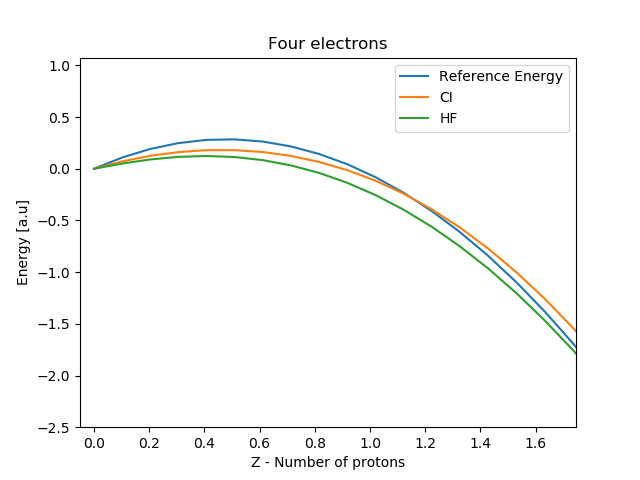 Four electrons
Reference Energy
CI
HF
1.0
0.5
0.0
−0.5
−1.0
−1.5
−2.0
−2.5
Energy [a.u]
0.0 0.2 0.4 0.6 0.8 1.0 1.2 1.4 1.6
Z - Number of protons